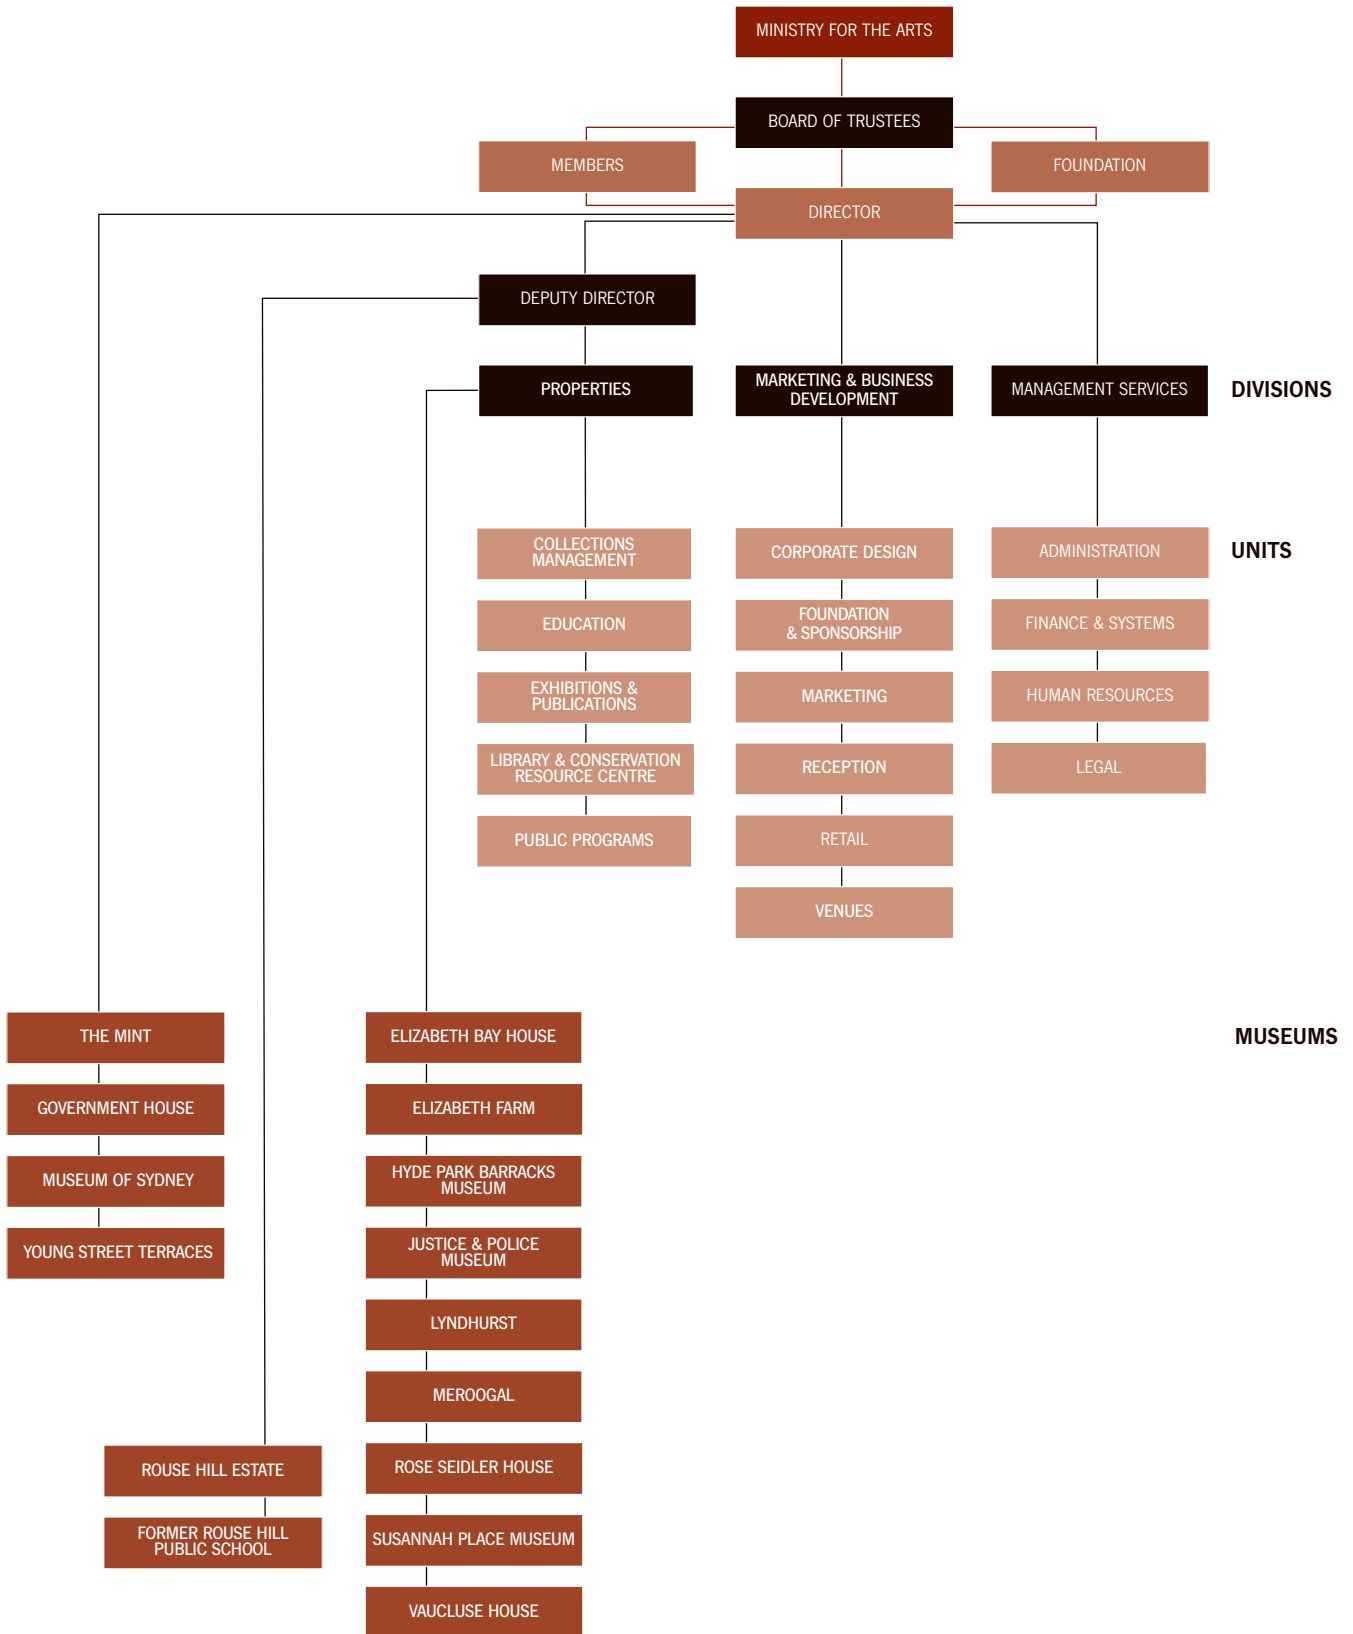 MINISTRY FOR THE ARTS
BOARD OF TRUSTEES
MEMBERS
FOUNDATION
DIRECTOR
DEPUTY DIRECTOR
PROPERTIES
MARKETING & BUSINESS
DEVELOPMENT
MANAGEMENT SERVICES
DIVISIONS
COLLECTIONS
MANAGEMENT
EDUCATION
EXHIBITIONS &
PUBLICATIONS
LIBRARY & CONSERVATION
RESOURCE CENTRE
PUBLIC PROGRAMS
CORPORATE DESIGN
FOUNDATION
& SPONSORSHIP
MARKETING
RECEPTION
RETAIL
VENUES
ADMINISTRATION
FINANCE & SYSTEMS
HUMAN RESOURCES
LEGAL
UNITS
THE MINT
GOVERNMENT HOUSE
MUSEUM OF SYDNEY
YOUNG STREET TERRACES
ROUSE HILL ESTATE
FORMER ROUSE HILL
PUBLIC SCHOOL
ELIZABETH BAY HOUSE
ELIZABETH FARM
HYDE PARK BARRACKS
MUSEUM
JUSTICE & POLICE
MUSEUM
LYNDHURST
MEROOGAL
ROSE SEIDLER HOUSE
SUSANNAH PLACE MUSEUM
VAUCLUSE HOUSE
MUSEUMS